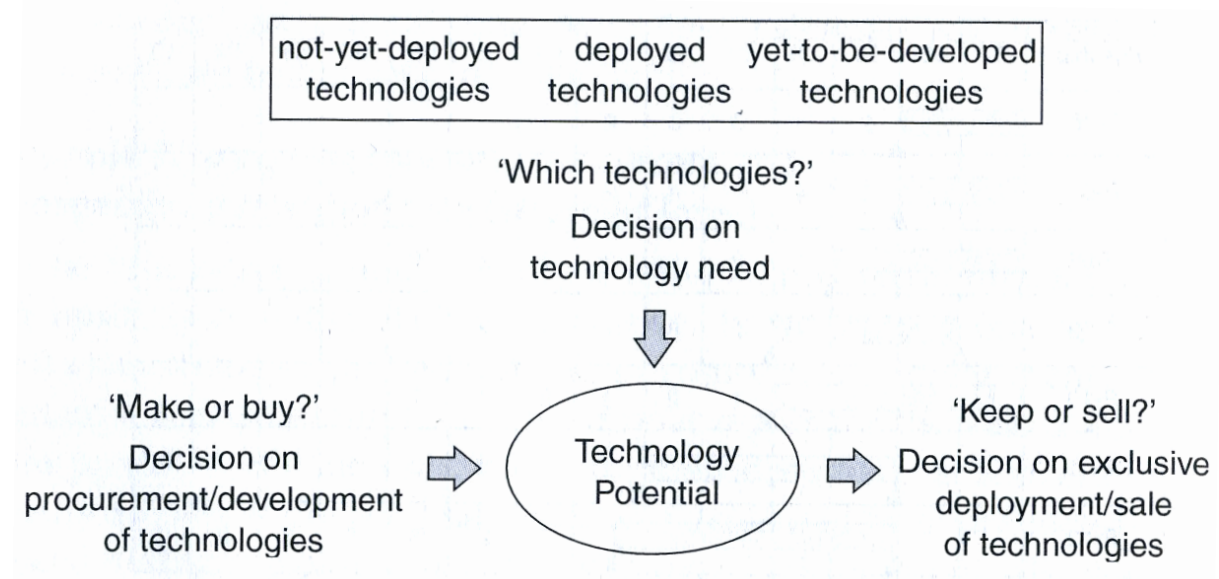 not-yet-deployed deployed yet-to-be-developed
technologies technologies technologies
‘Which technologies?’
Decision on
technology need
‘Make or buy?’
Decision on
procurement/development
of technologies
Technology
Potential
‘Keep or sell?’
Decision on exclusive
deployment/sale
of technologies